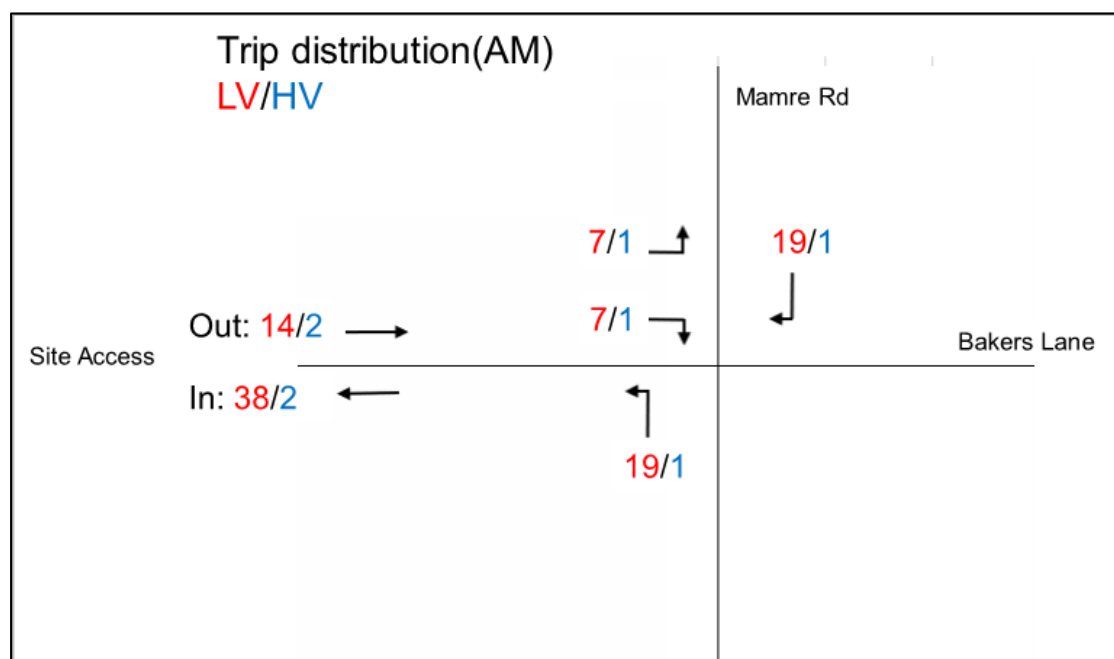 Trip distribution(AM)
LV/HV
Mamre Rd
7/1
19/1
Out: 14/2
7/1
Site Access
Bakers Lane
In: 38/2
19/1